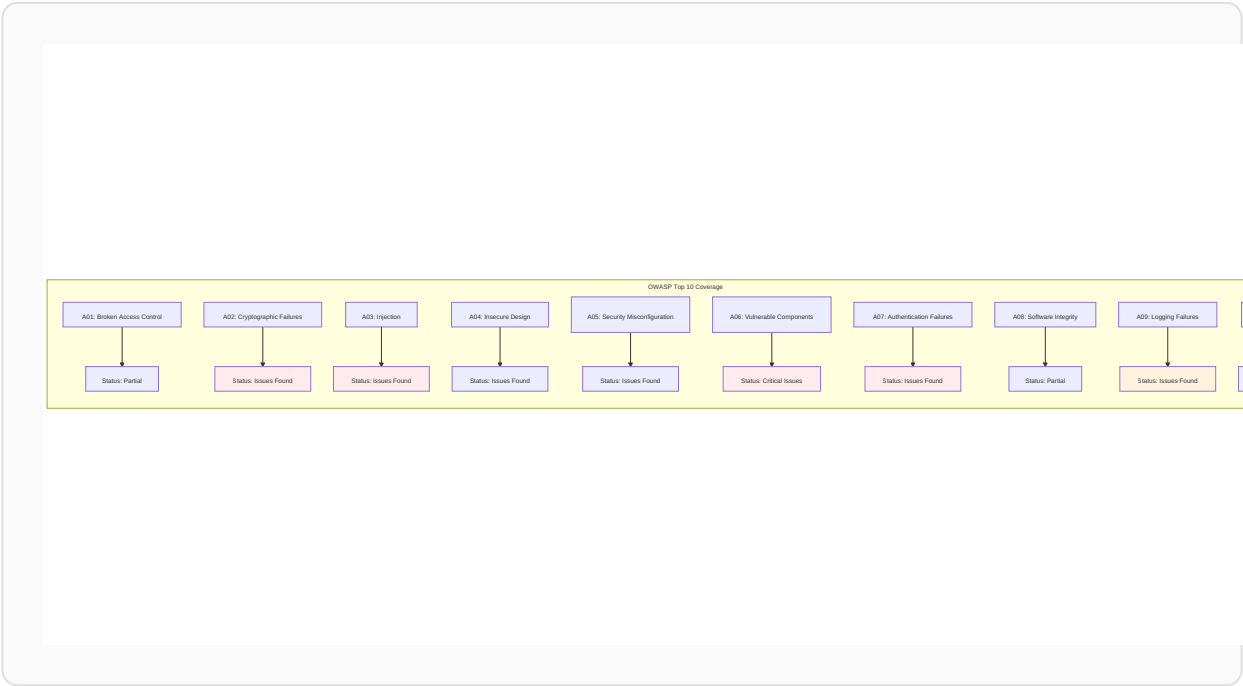 OWASP Top 10 Coverage
A01: Broken Access Control
A02: Cryptographic Failures
A03: Injection
A04: Insecure Design
A05: Security Misconfiguration
A06: Vulnerable Components
A07: Authentication Failures
A08: Software Integrity
A09: Logging Failures
Status: Partial
Status: Issues Found
Status: Issues Found
Status: Issues Found
Status: Issues Found
Status: Critical Issues
Status: Issues Found
Status: Partial
Status: Issues Found